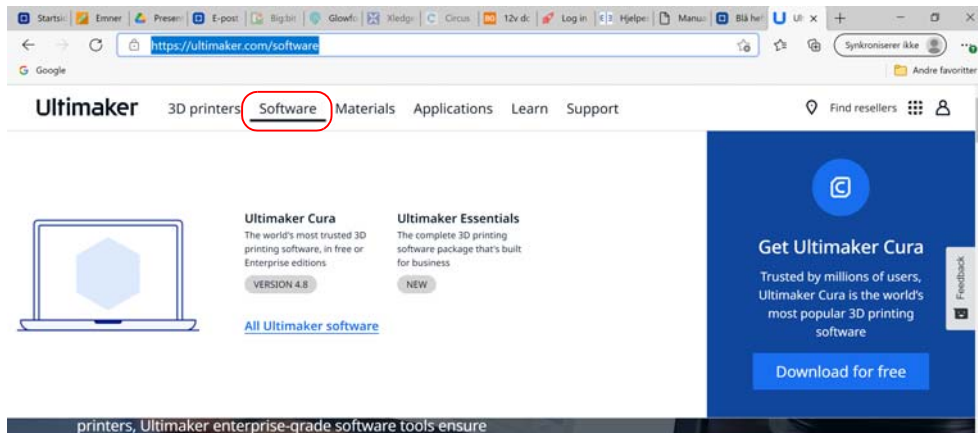 Startsi
Emner
Presen
E-post
Big:bit
Glowfo
Xledge
Circus
12v dc
Log in
Hjelpe
Manua
Blå he
Ul
Synkroniserer ikke
https://ultimaker.com/software
Google
Andre favoritter
Ultimaker
3D printers Software Materials Applications Learn Support
Find resellers
Ultimaker Cura
The world's most trusted 3D
printing software, in free or
Enterprise editions
VERSION 4.8
Ultimaker Essentials
The complete 3D printing
software package that's built
for business
NEW
All Ultimaker software
Get Ultimaker Cura
Trusted by millions of users,
Ultimaker Cura is the world's
most popular 3D printing
software
Download for free
Feedback
printers, Ultimaker enterprise-grade software tools ensure